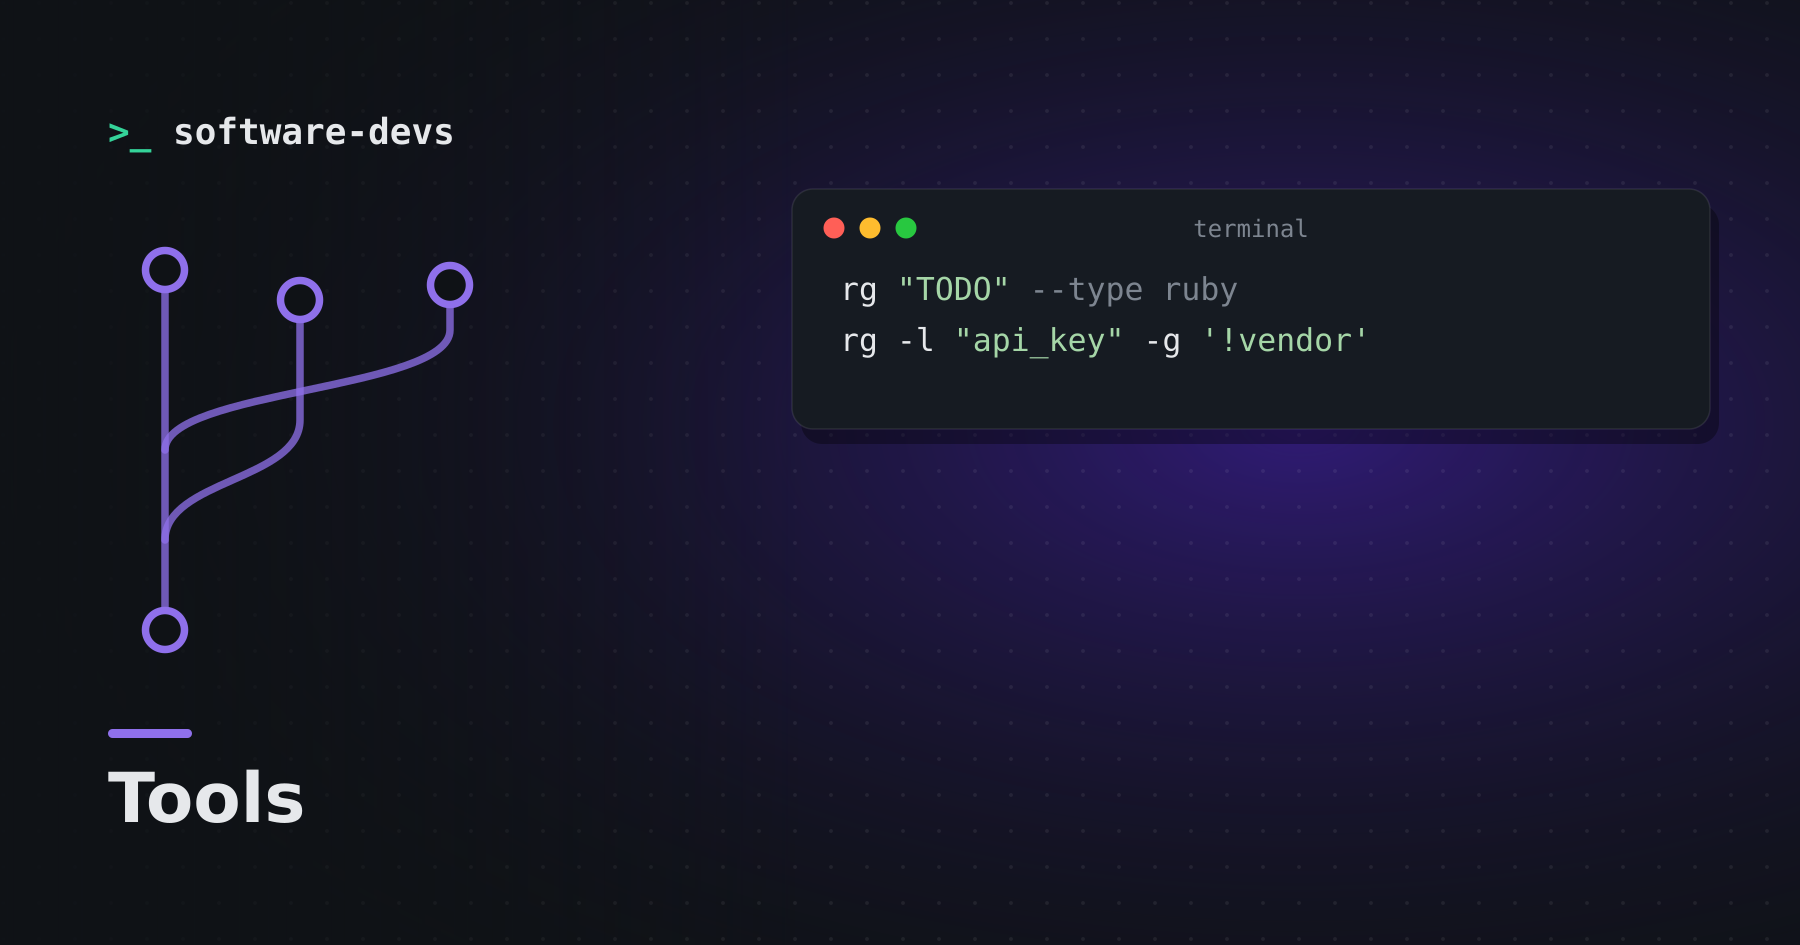 >_ software-devs
terminal
rg "TODO" --type ruby
rg -l "api_key" -g '!vendor'
Tools